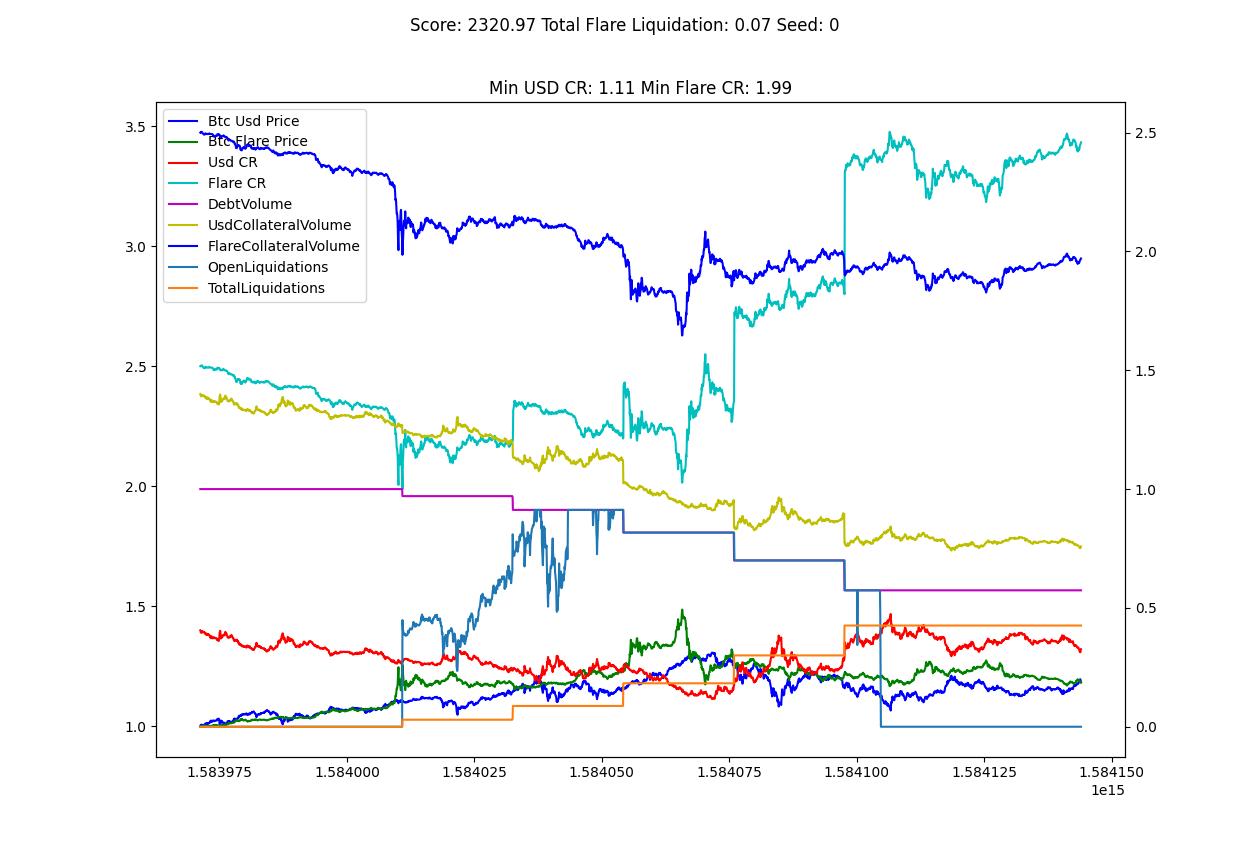 Score: 2320.97 Total Flare Liquidation: 0.07 Seed: 0
Min USD CR: 1.11 Min Flare CR: 1.99
Btc Usd Price
Btc Flare Price
Usd CR
Flare CR
DebtVolume
UsdCollateralVolume
FlareCollateralVolume
OpenLiquidations
TotalLiquidations
3.5
3.0
2.5
2.0
1.5
1.0
2.5
2.0
1.5
1.0
0.5
0.0
1.583975 1.584000 1.584025 1.584050 1.584075 1.584100 1.584125 1.584150
1e15